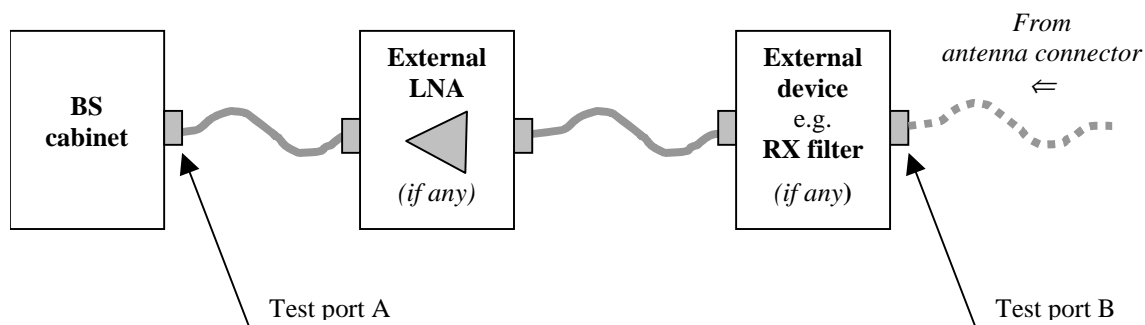 BS
cabinet
External
LNA
(if any)
External
device
e.g.
RX filter
(if any)
From
antenna connector
⇐
Test port A
Test port B